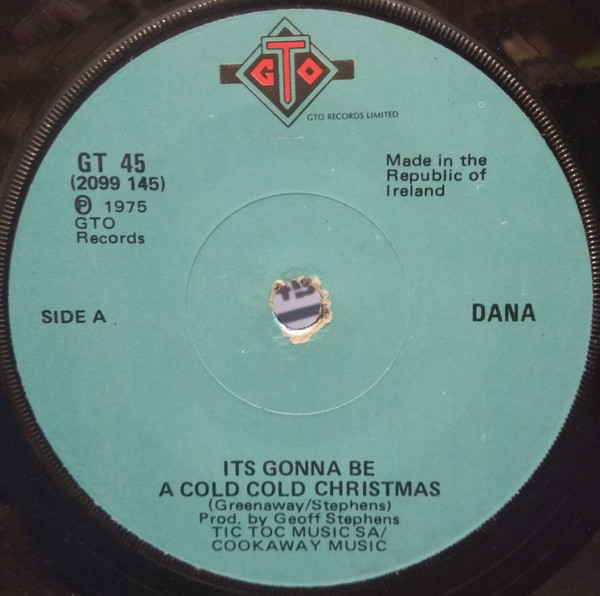 GTO
GTO RECORDS LIMITED
GT 45
(2099 145)
Ⓟ 1975
GTO
Records
Made in the
Republic of
Ireland
SIDE A
DANA
ITS GONNA BE
A COLD COLD CHRISTMAS
(Greenaway/Stephens)
Prod. by Geoff Stephens
TIC TOC MUSIC SA/
COOKAWAY MUSIC